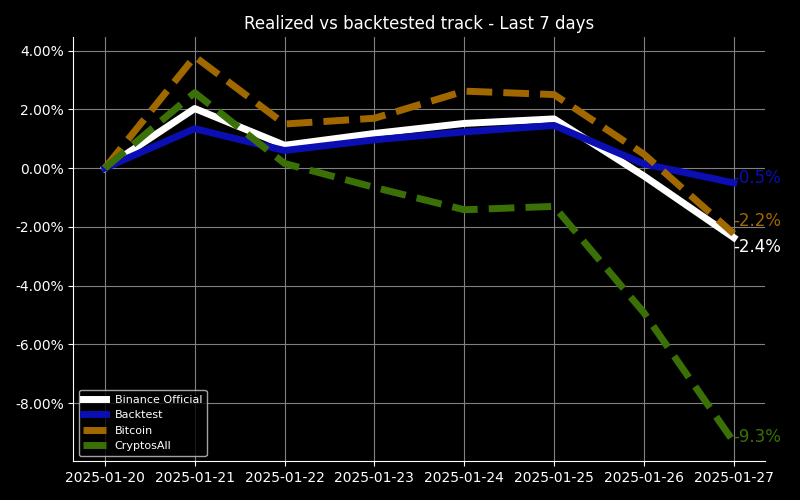 Realized vs backtested track - Last 7 days
4.00%
2.00%
0.00%
-2.00%
-4.00%
-6.00%
-8.00%
-0.5%
-2.2%
-2.4%
-9.3%
Binance Official
Backtest
Bitcoin
CryptosAll
2025-01-20 2025-01-21 2025-01-22 2025-01-23 2025-01-24 2025-01-25 2025-01-26 2025-01-27